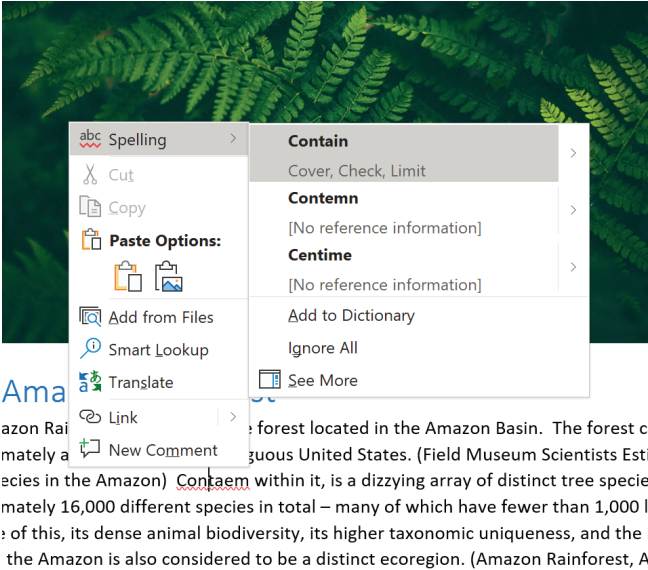 abc Spelling
Cut
Copy
Paste Options:
Add from Files
Smart Lookup
Translate
Link
New Comment
Contain
Cover, Check, Limit
Contemn
[No reference information]
Centime
[No reference information]
Add to Dictionary
Ignore All
See More
Ama st
azon Rai e forest located in the Amazon Basin. The forest c
mately a guous United States. (Field Museum Scientists Esti
ecies in the Amazon) Contaem within it, is a dizzying array of distinct tree specie
mately 16,000 different species in total – many of which have fewer than 1,000 l
e of this, its dense animal biodiversity, its higher taxonomic uniqueness, and the
the Amazon is also considered to be a distinct ecoregion. (Amazon Rainforest, A